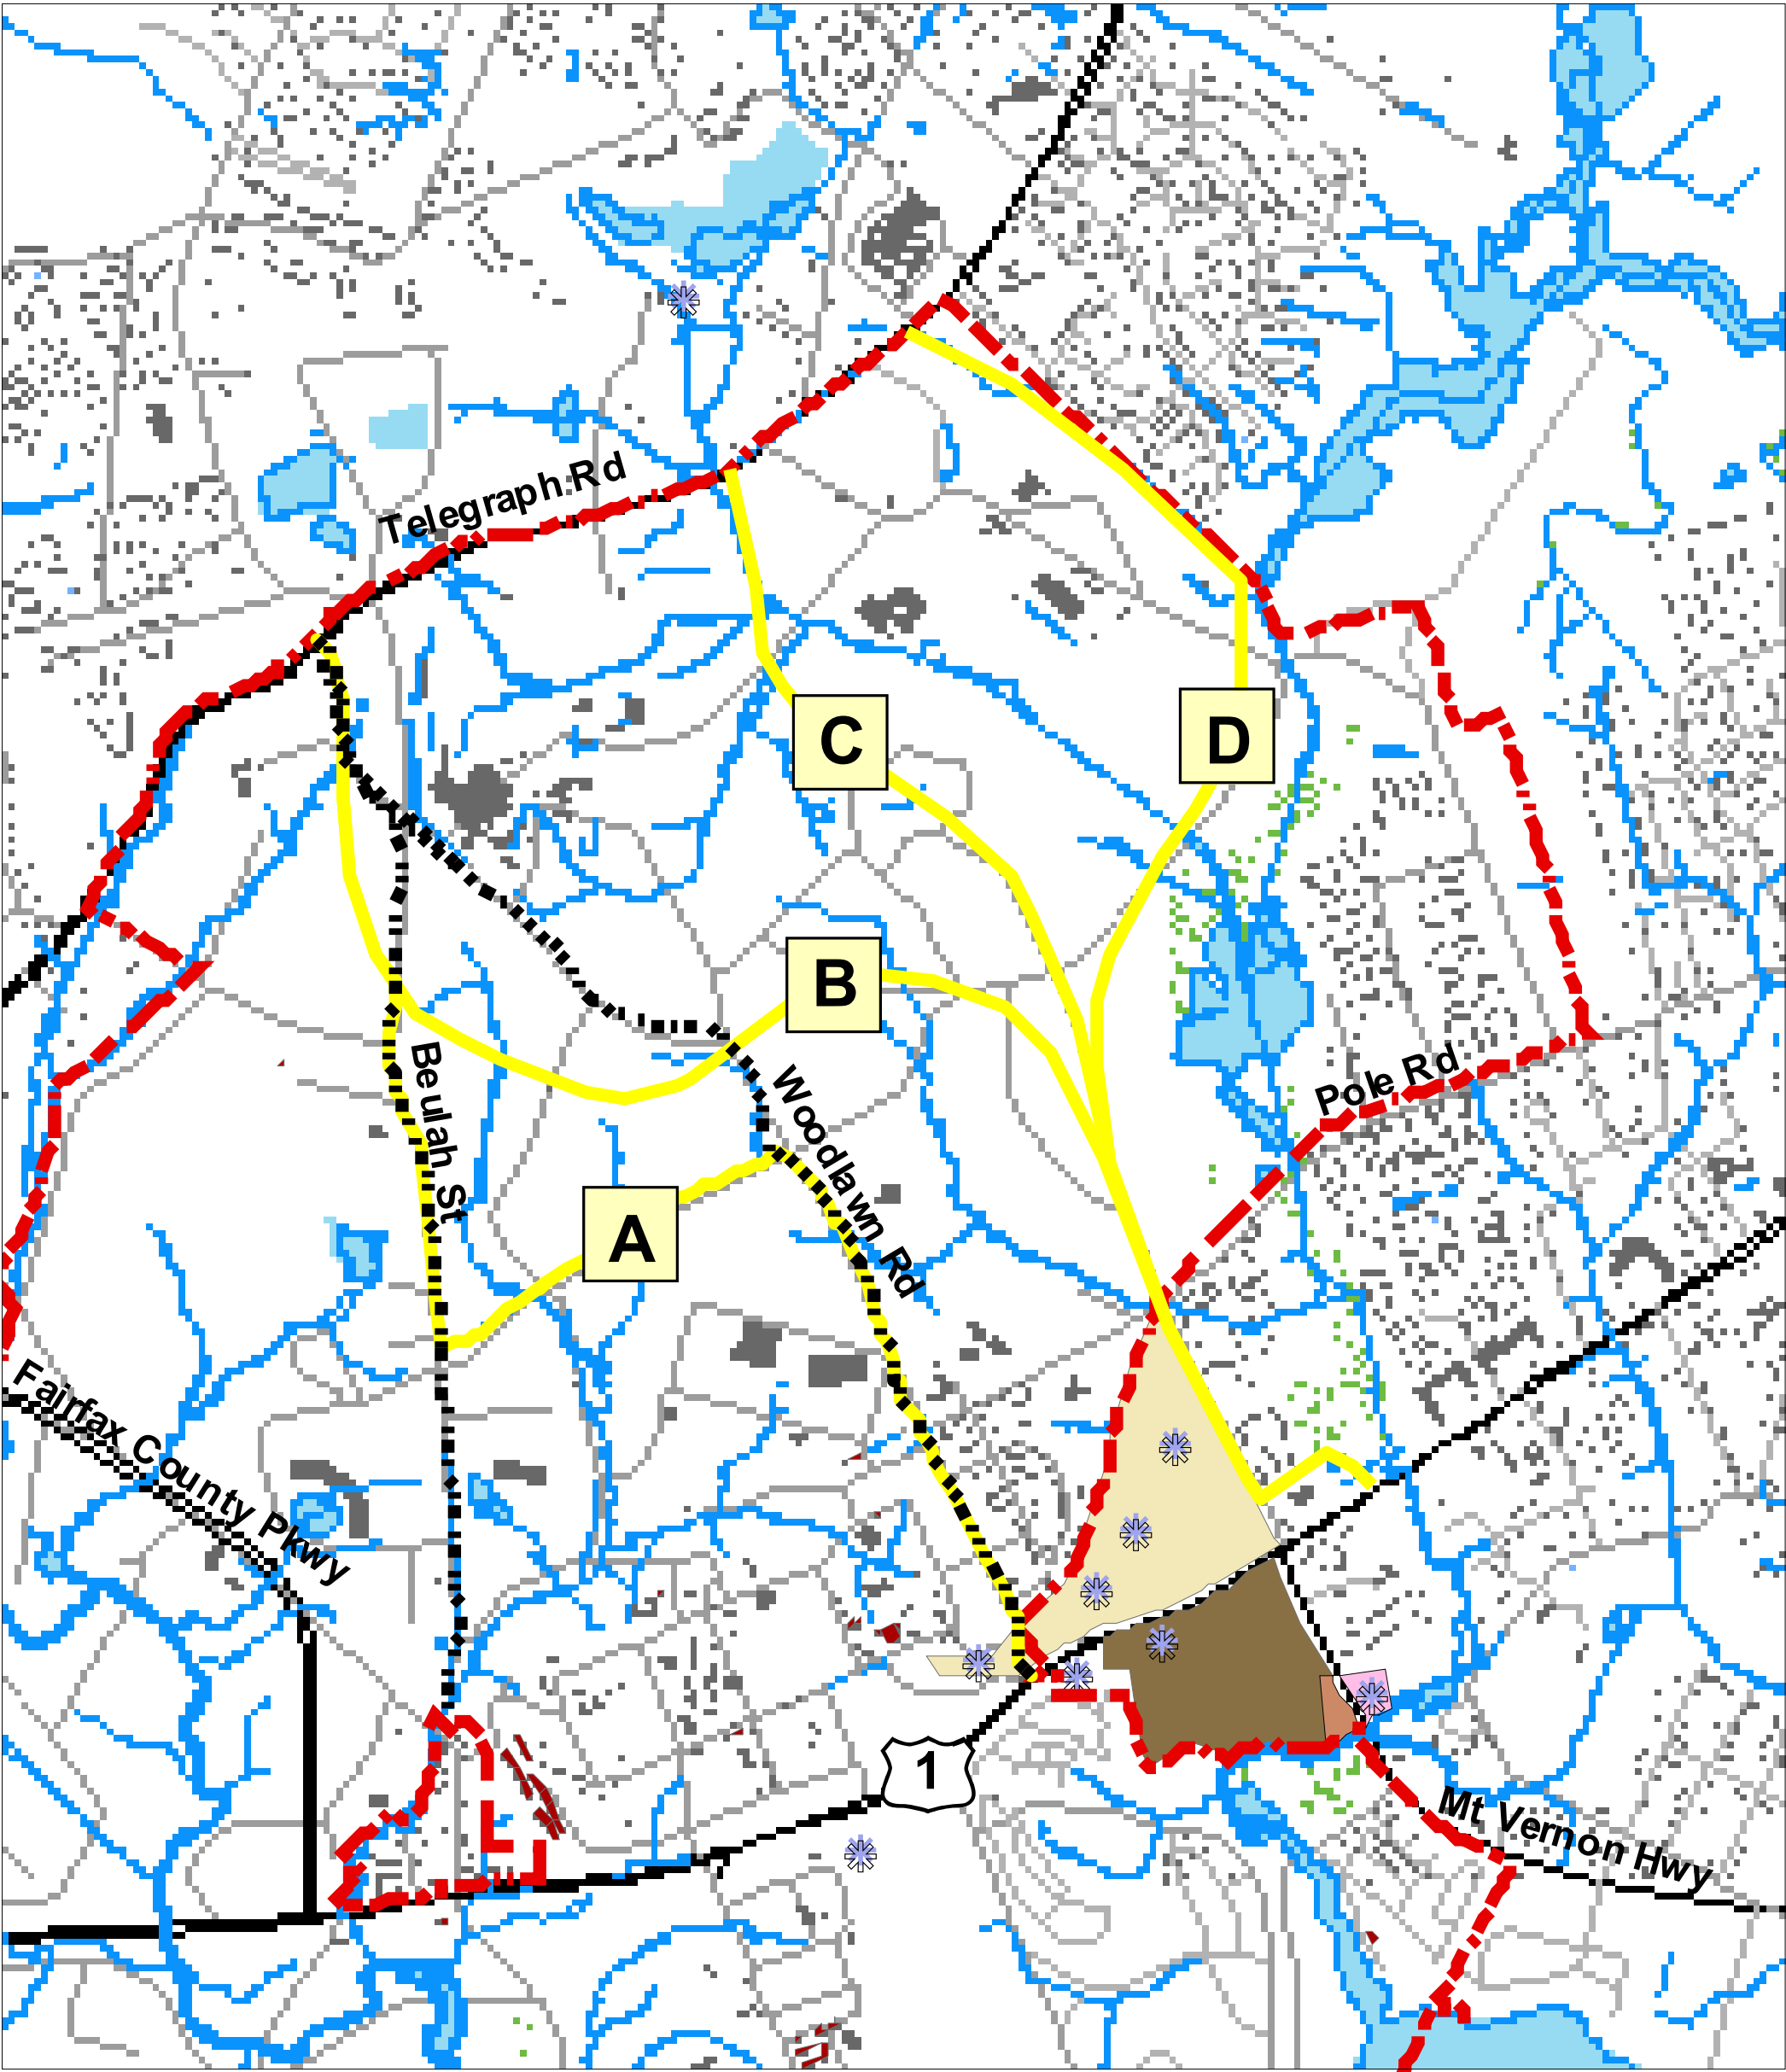 Telegraph Rd
C
D
B
Beulah St
Woodlawn Rd
Pole Rd
A
Fairfax County Pkwy
1
Mt Vernon Hwy